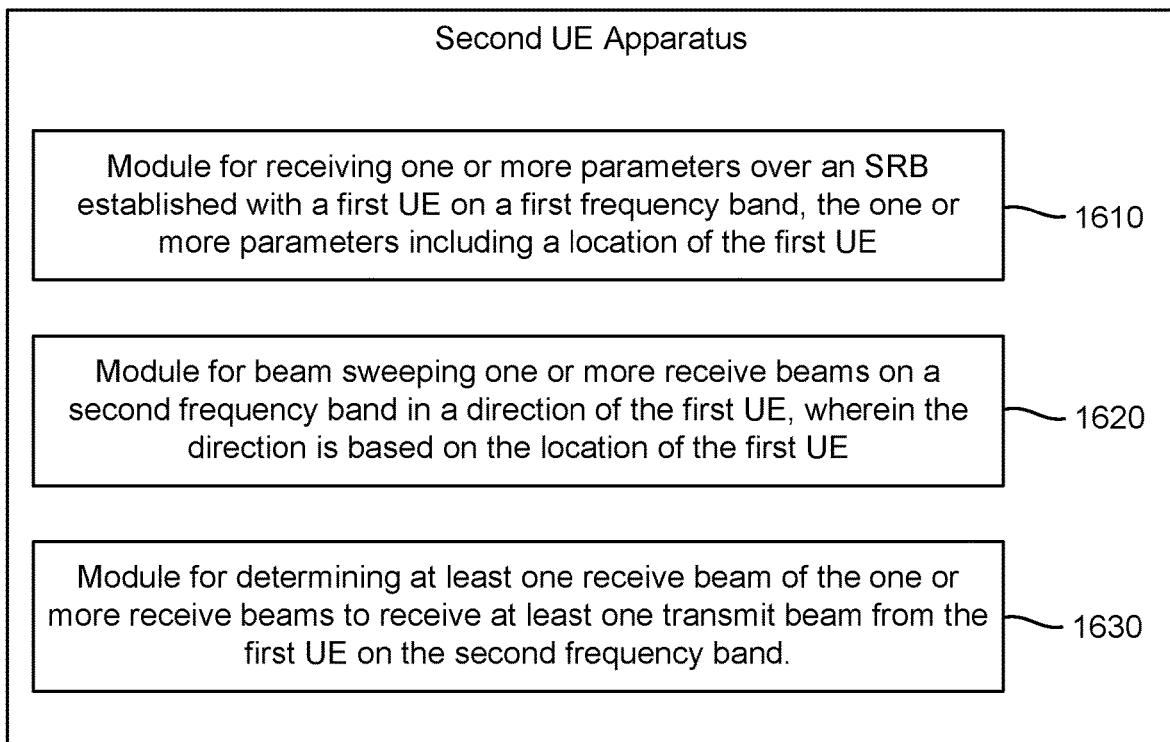 Second UE Apparatus
Module for receiving one or more parameters over an SRB
established with a first UE on a first frequency band, the one or
more parameters including a location of the first UE
1610
Module for beam sweeping one or more receive beams on a
second frequency band in a direction of the first UE, wherein the
direction is based on the location of the first UE
1620
Module for determining at least one receive beam of the one or
more receive beams to receive at least one transmit beam from the
first UE on the second frequency band.
1630